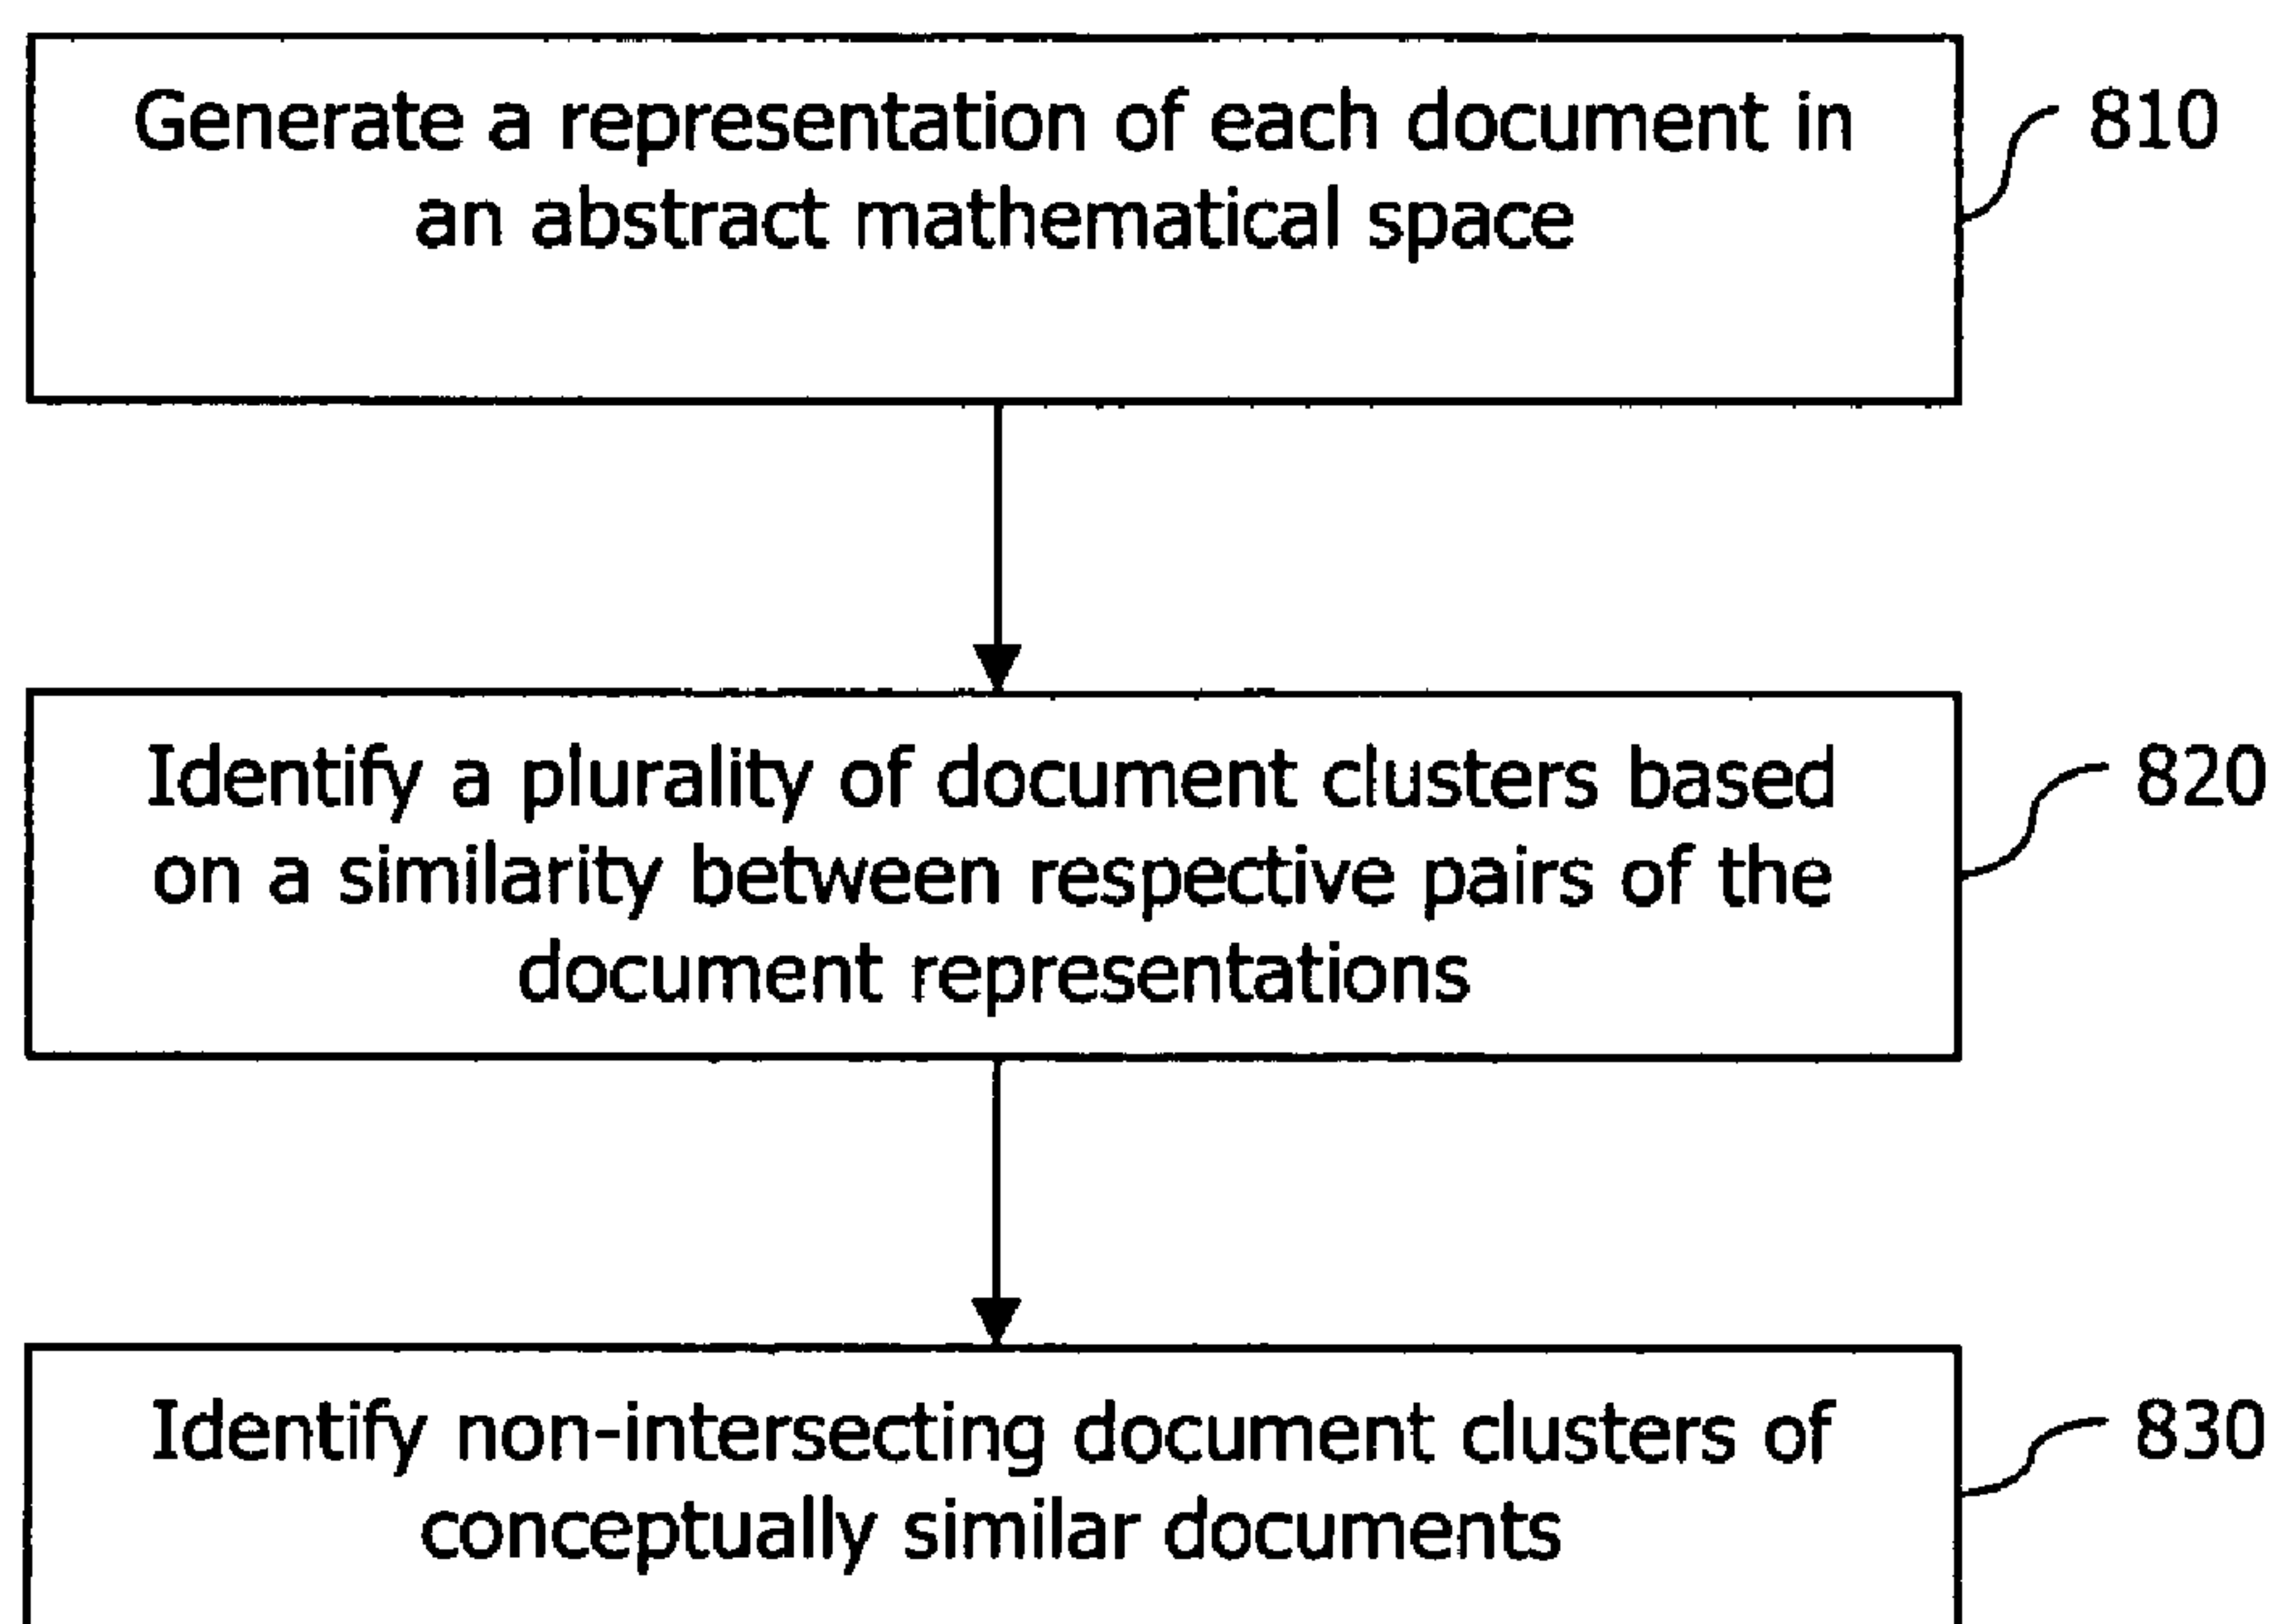 Generate a representation of each document in
an abstract mathematical space
810
Identify a plurality of document clusters based
on a similarity between respective pairs of the
document representations
820
Identify non-intersecting document clusters of
conceptually similar documents
830